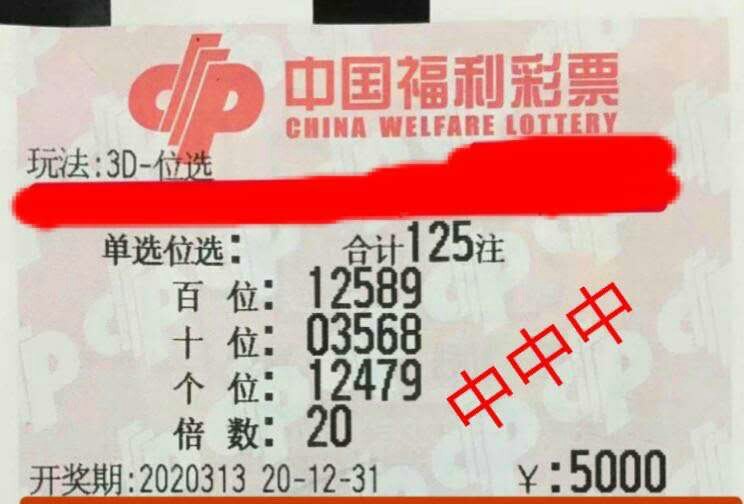 中国福利彩票
CHINA WELFARE LOTTERY
玩法:3D-位选
单选位选: 合计125注
百 位: 12589
十 位: 03568
个 位: 12479
倍 数: 20
中中中
开奖期:2020313 20-12-31 ¥:5000